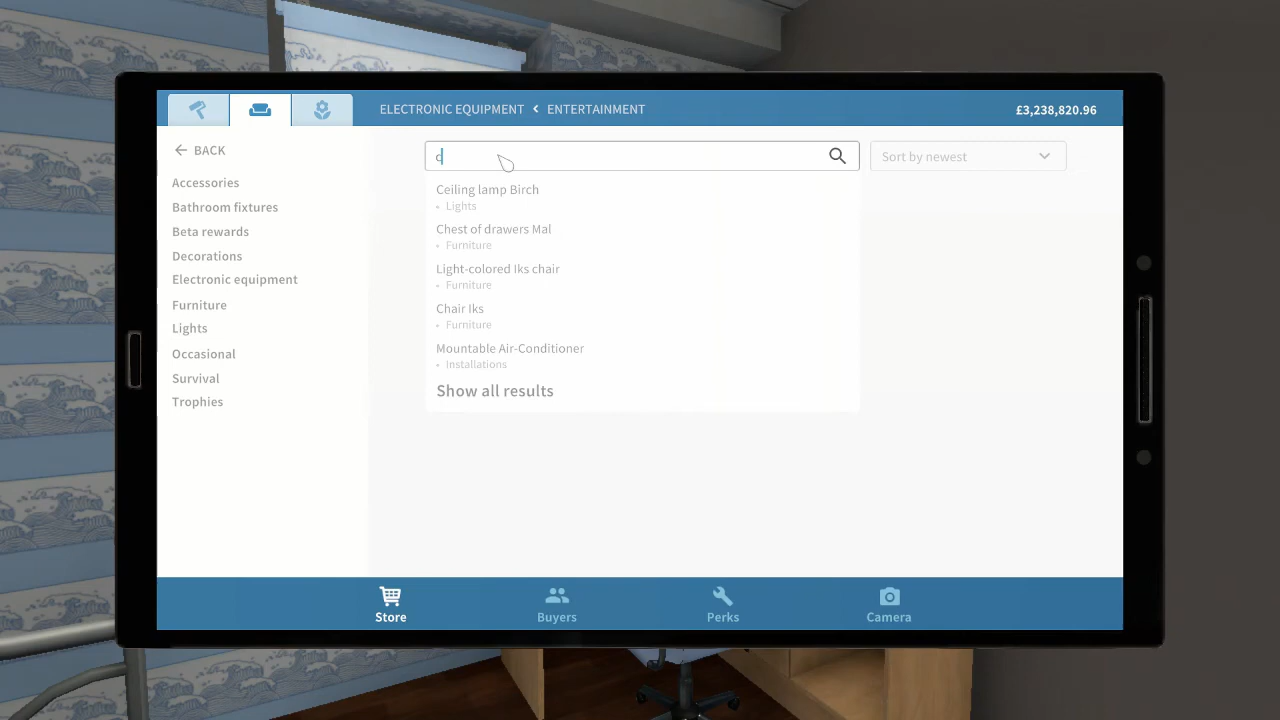 ELECTRONIC EQUIPMENT < ENTERTAINMENT
£3,238,820.96
BACK
Accessories
Bathroom fixtures
Beta rewards
Decorations
Electronic equipment
Furniture
Lights
Occasional
Survival
Trophies
c
Sort by newest
Ceiling lamp Birch
• Lights
Chest of drawers Mal
• Furniture
Light-colored Iks chair
• Furniture
Chair Iks
• Furniture
Mountable Air-Conditioner
• Installations
Show all results
Store
Buyers
Perks
Camera